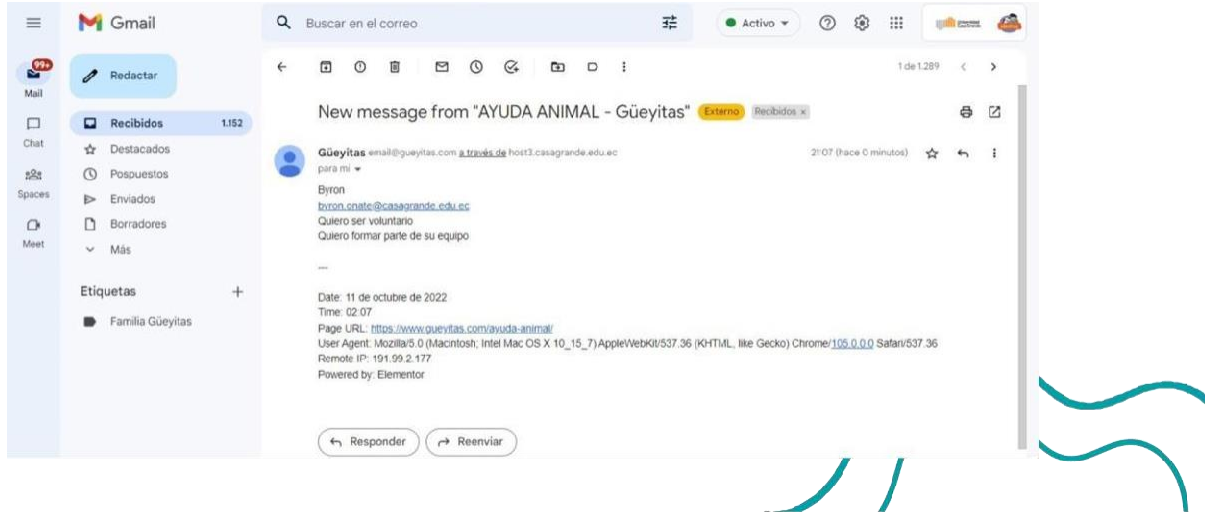 Gmail
Buscar en el correo
Activo
99+
Mail
Redactar
1 de 1.289
Chat
Recibidos 1.152
New message from "AYUDA ANIMAL - Güeyitas" Externo Recibidos ×
Destacados
Güeyitas email@gueyitas.com a través de host3.casagrande.edu.ec
21:07 (hace 0 minutos)
para mí
Spaces
Pospuestos
Byron
Enviados
byron.onate@casagrande.edu.ec
Quiero ser voluntario
Borradores
Quiero formar parte de su equipo
Meet
Más
---
Etiquetas
Date: 11 de octubre de 2022
Time: 02:07
Familia Güeyitas
Page URL: https://www.gueyitas.com/ayuda-animal/
User Agent: Mozilla/5.0 (Macintosh; Intel Mac OS X 10_15_7) AppleWebKit/537.36 (KHTML, like Gecko) Chrome/105.0.0.0 Safari/537.36
Remote IP: 191.99.2.177
Powered by: Elementor
Responder
Reenviar